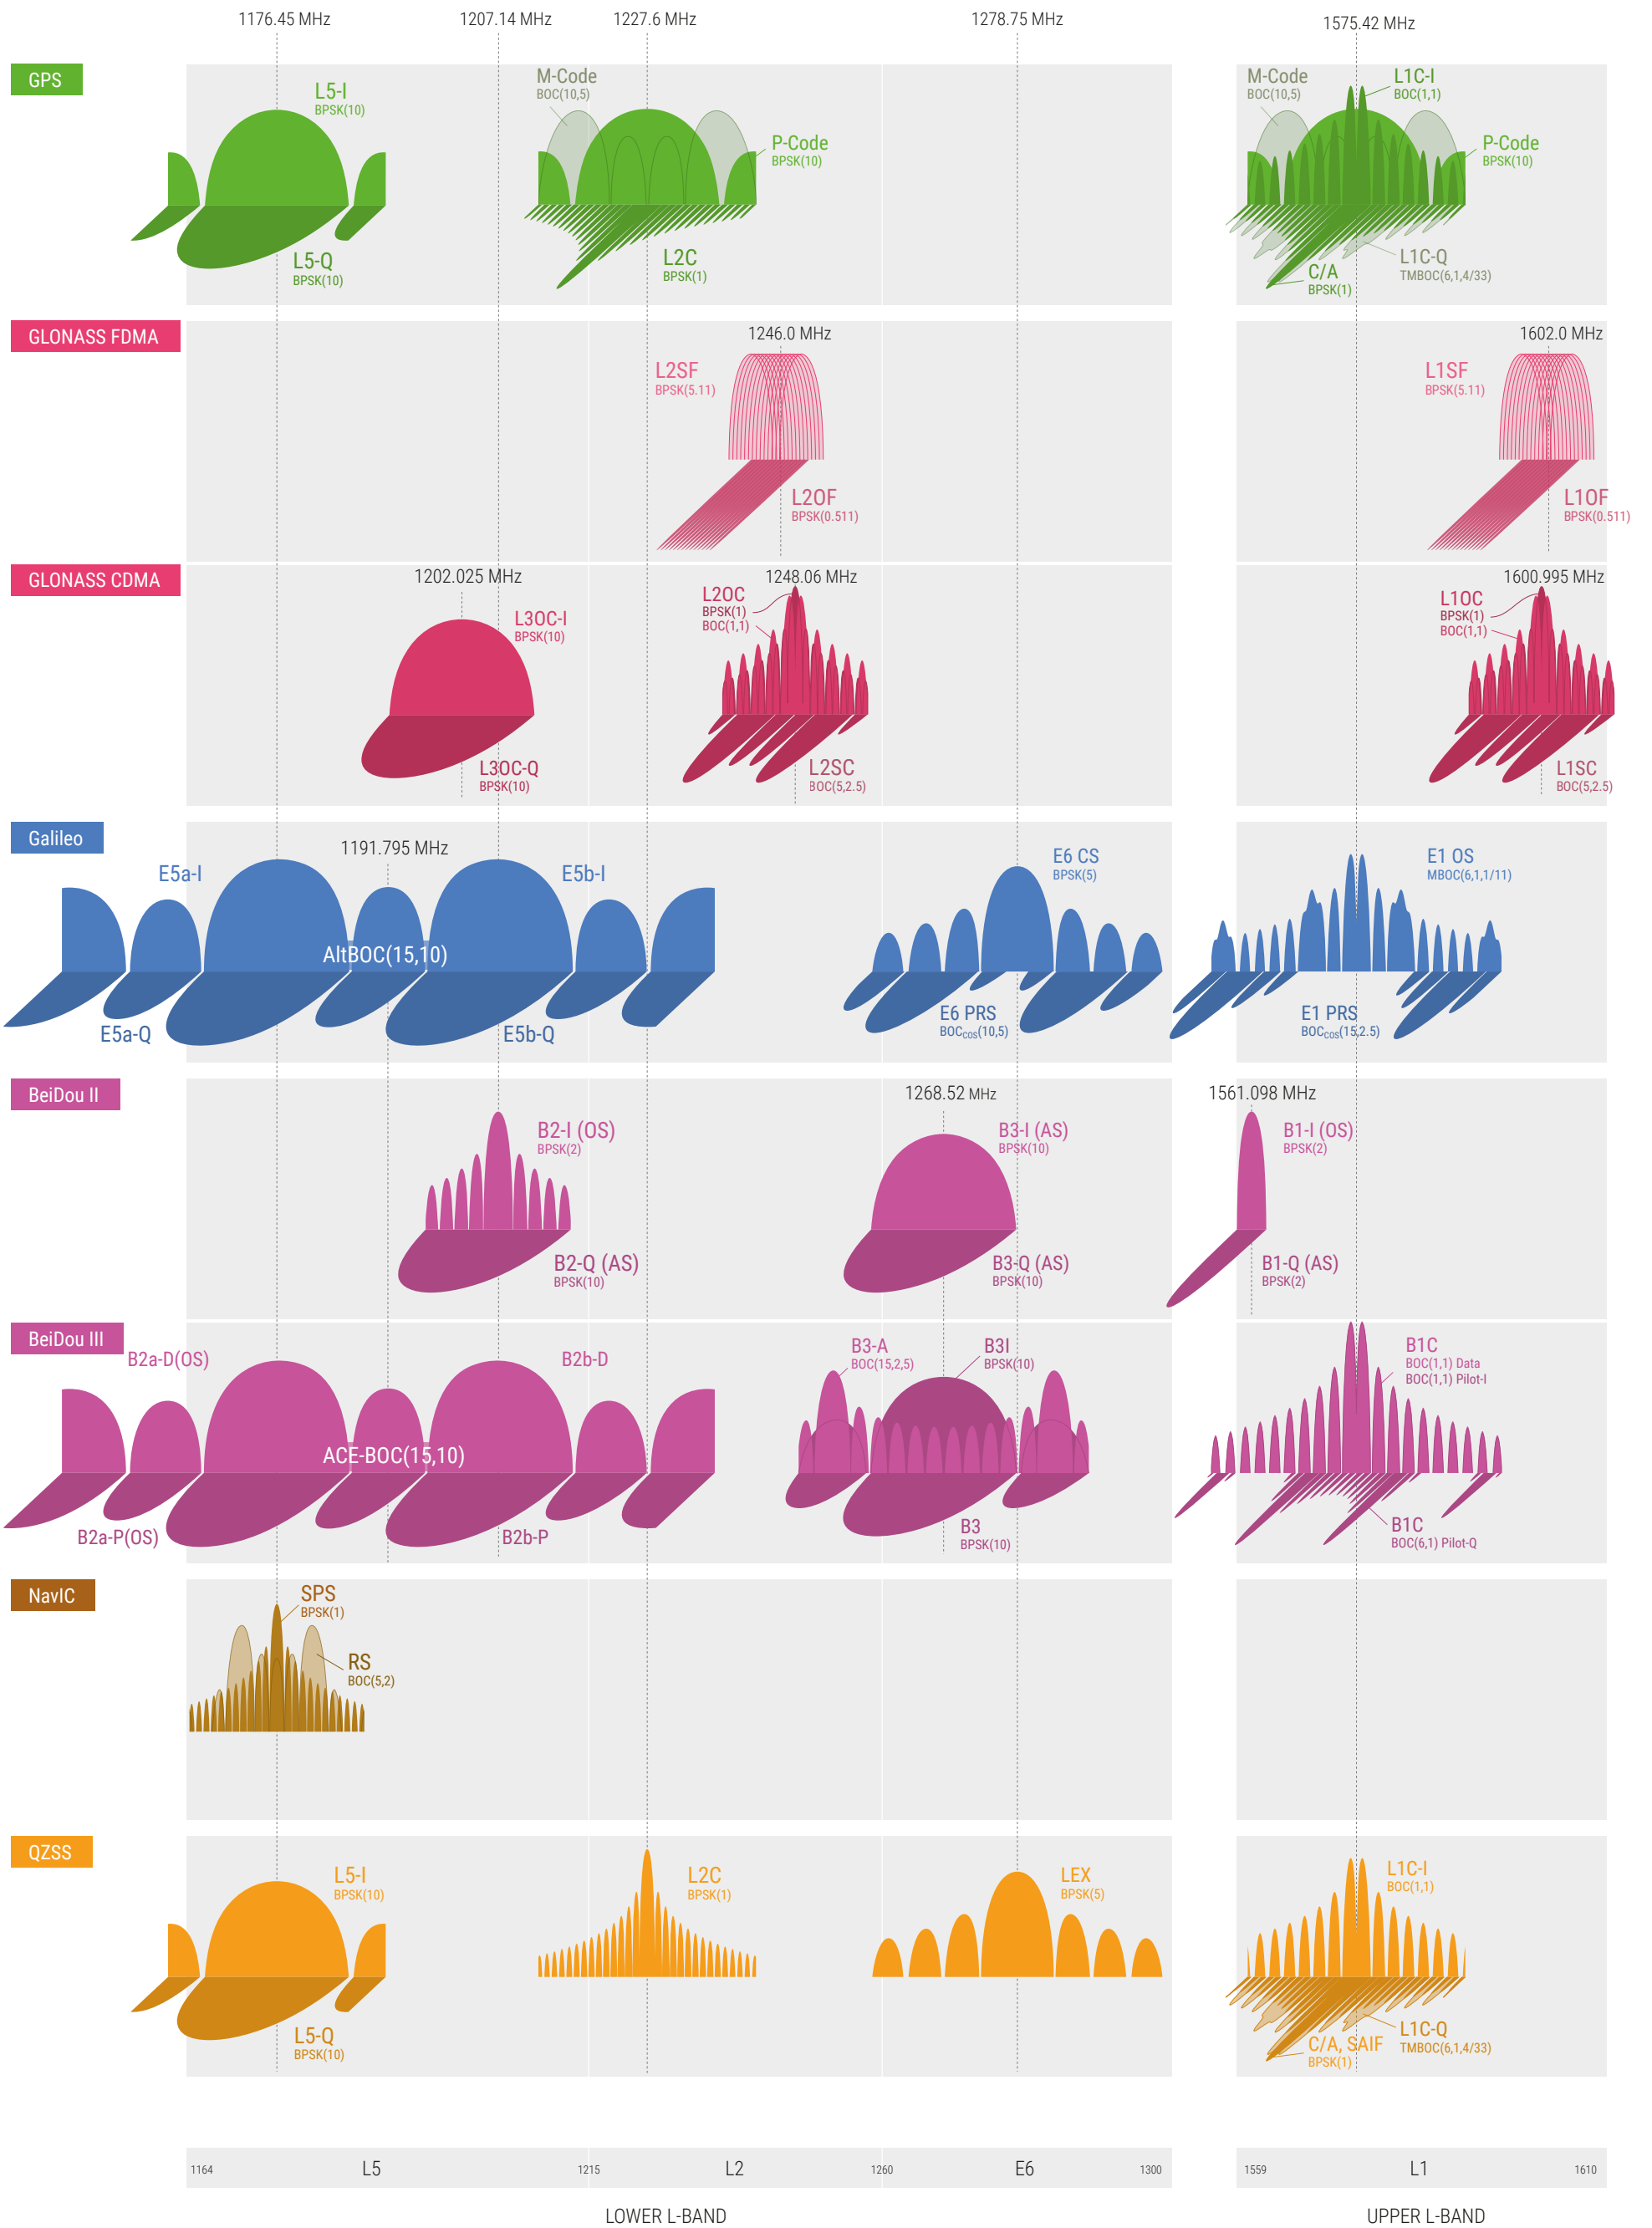 1176.45 MHz
1207.14 MHz
1227.6 MHz
1278.75 MHz
1575.42 MHz
GPS
L5-I
BPSK(10)
L5-Q
BPSK(10)
M-Code
BOC(10,5)
P-Code
BPSK(10)
L2C
BPSK(1)
M-Code
BOC(10,5)
L1C-I
BOC(1,1)
P-Code
BPSK(10)
L1C-Q
TMBOC(6,1,4/33)
C/A
BPSK(1)
GLONASS FDMA
1246.0 MHz
L2SF
BPSK(5.11)
L2OF
BPSK(0.511)
1602.0 MHz
L1SF
BPSK(5.11)
L1OF
BPSK(0.511)
GLONASS CDMA
1202.025 MHz
L3OC-I
BPSK(10)
L3OC-Q
BPSK(10)
1248.06 MHz
L2OC
BPSK(1)
BOC(1,1)
L2SC
BOC(5,2.5)
1600.995 MHz
L1OC
BPSK(1)
BOC(1,1)
L1SC
BOC(5,2.5)
Galileo
E5a-I
1191.795 MHz
E5b-I
AltBOC(15,10)
E5a-Q
E5b-Q
E6 CS
BPSK(5)
E6 PRS
BOCcos(10,5)
E1 OS
MBOC(6,1,1/11)
E1 PRS
BOCcos(15,2.5)
BeiDou II
B2-I (OS)
BPSK(2)
B2-Q (AS)
BPSK(10)
1268.52 MHz
B3-I (AS)
BPSK(10)
B3-Q (AS)
BPSK(10)
1561.098 MHz
B1-I (OS)
BPSK(2)
B1-Q (AS)
BPSK(2)
BeiDou III
B2a-D(OS)
B2b-D
ACE-BOC(15,10)
B2a-P(OS)
B2b-P
B3-A
BOC(15,2,5)
B3I
BPSK(10)
B3
BPSK(10)
B1C
BOC(1,1) Data
BOC(1,1) Pilot-I
B1C
BOC(6,1) Pilot-Q
NavIC
SPS
BPSK(1)
RS
BOC(5,2)
QZSS
L5-I
BPSK(10)
L5-Q
BPSK(10)
L2C
BPSK(1)
LEX
BPSK(5)
L1C-I
BOC(1,1)
L1C-Q
TMBOC(6,1,4/33)
C/A, SAIF
BPSK(1)
1164
L5
1215
L2
1260
E6
1300
1559
L1
1610
LOWER L-BAND
UPPER L-BAND